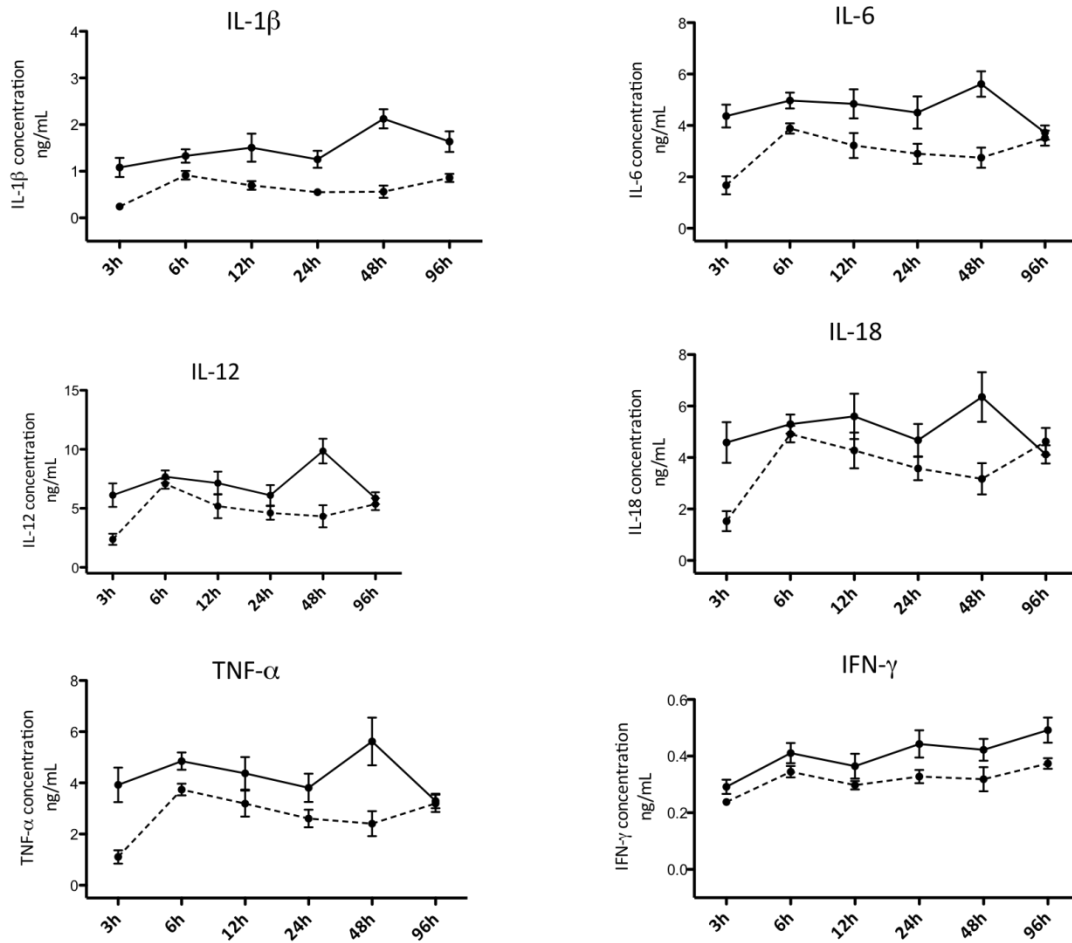 IL-1β
IL-1β concentration
ng/mL
4
3
2
1
0
3h
6h
12h
24h
48h
96h
IL-6
IL-6 concentration
ng/mL
8
6
4
2
0
3h
6h
12h
24h
48h
96h
IL-12
IL-12 concentration
ng/mL
15
10
5
0
3h
6h
12h
24h
48h
96h
IL-18
IL-18 concentration
ng/mL
8
6
4
2
0
3h
6h
12h
24h
48h
96h
TNF-α
TNF-α concentration
ng/mL
8
6
4
2
0
3h
6h
12h
24h
48h
96h
IFN-γ
IFN-γ concentration
ng/mL
0.6
0.4
0.2
0.0
3h
6h
12h
24h
48h
96h